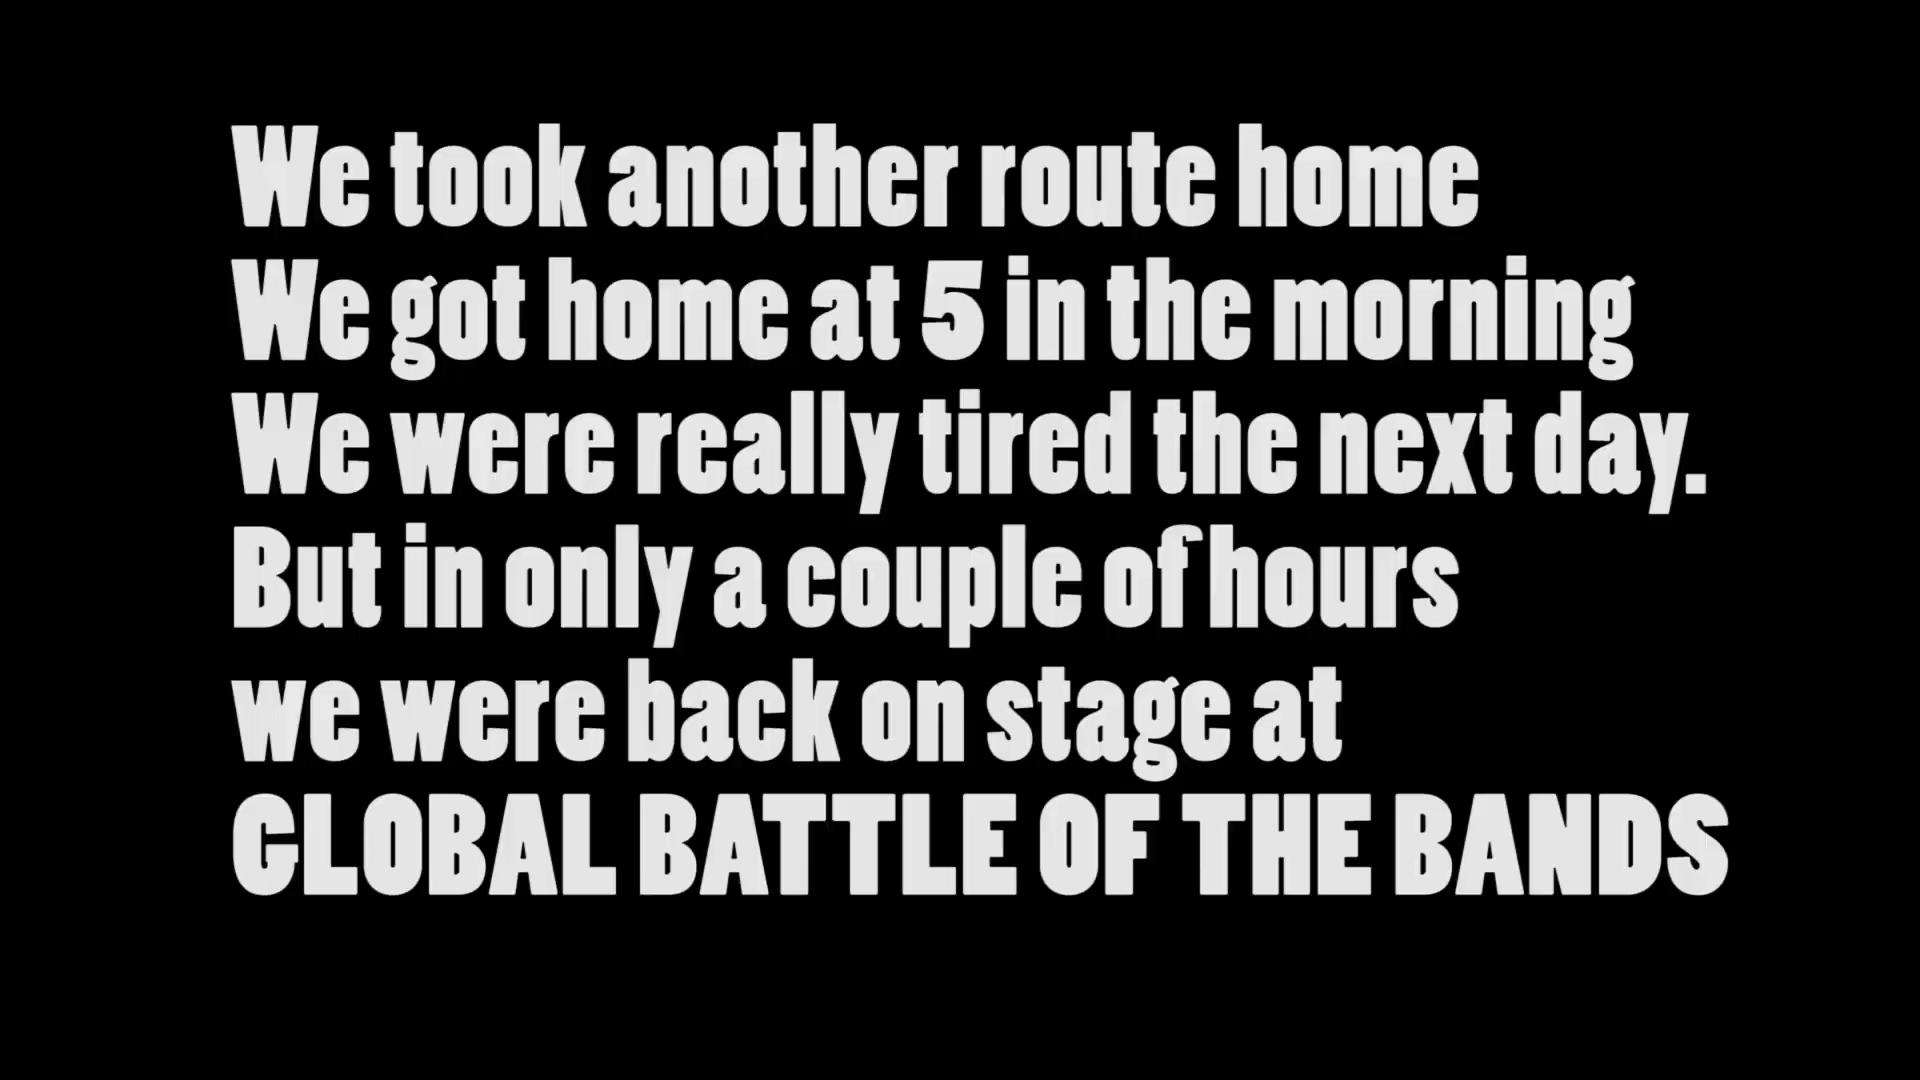 We took another route home
We got home at 5 in the morning
We were really tired the next day.
But in only a couple of hours
we were back on stage at
GLOBAL BATTLE OF THE BANDS